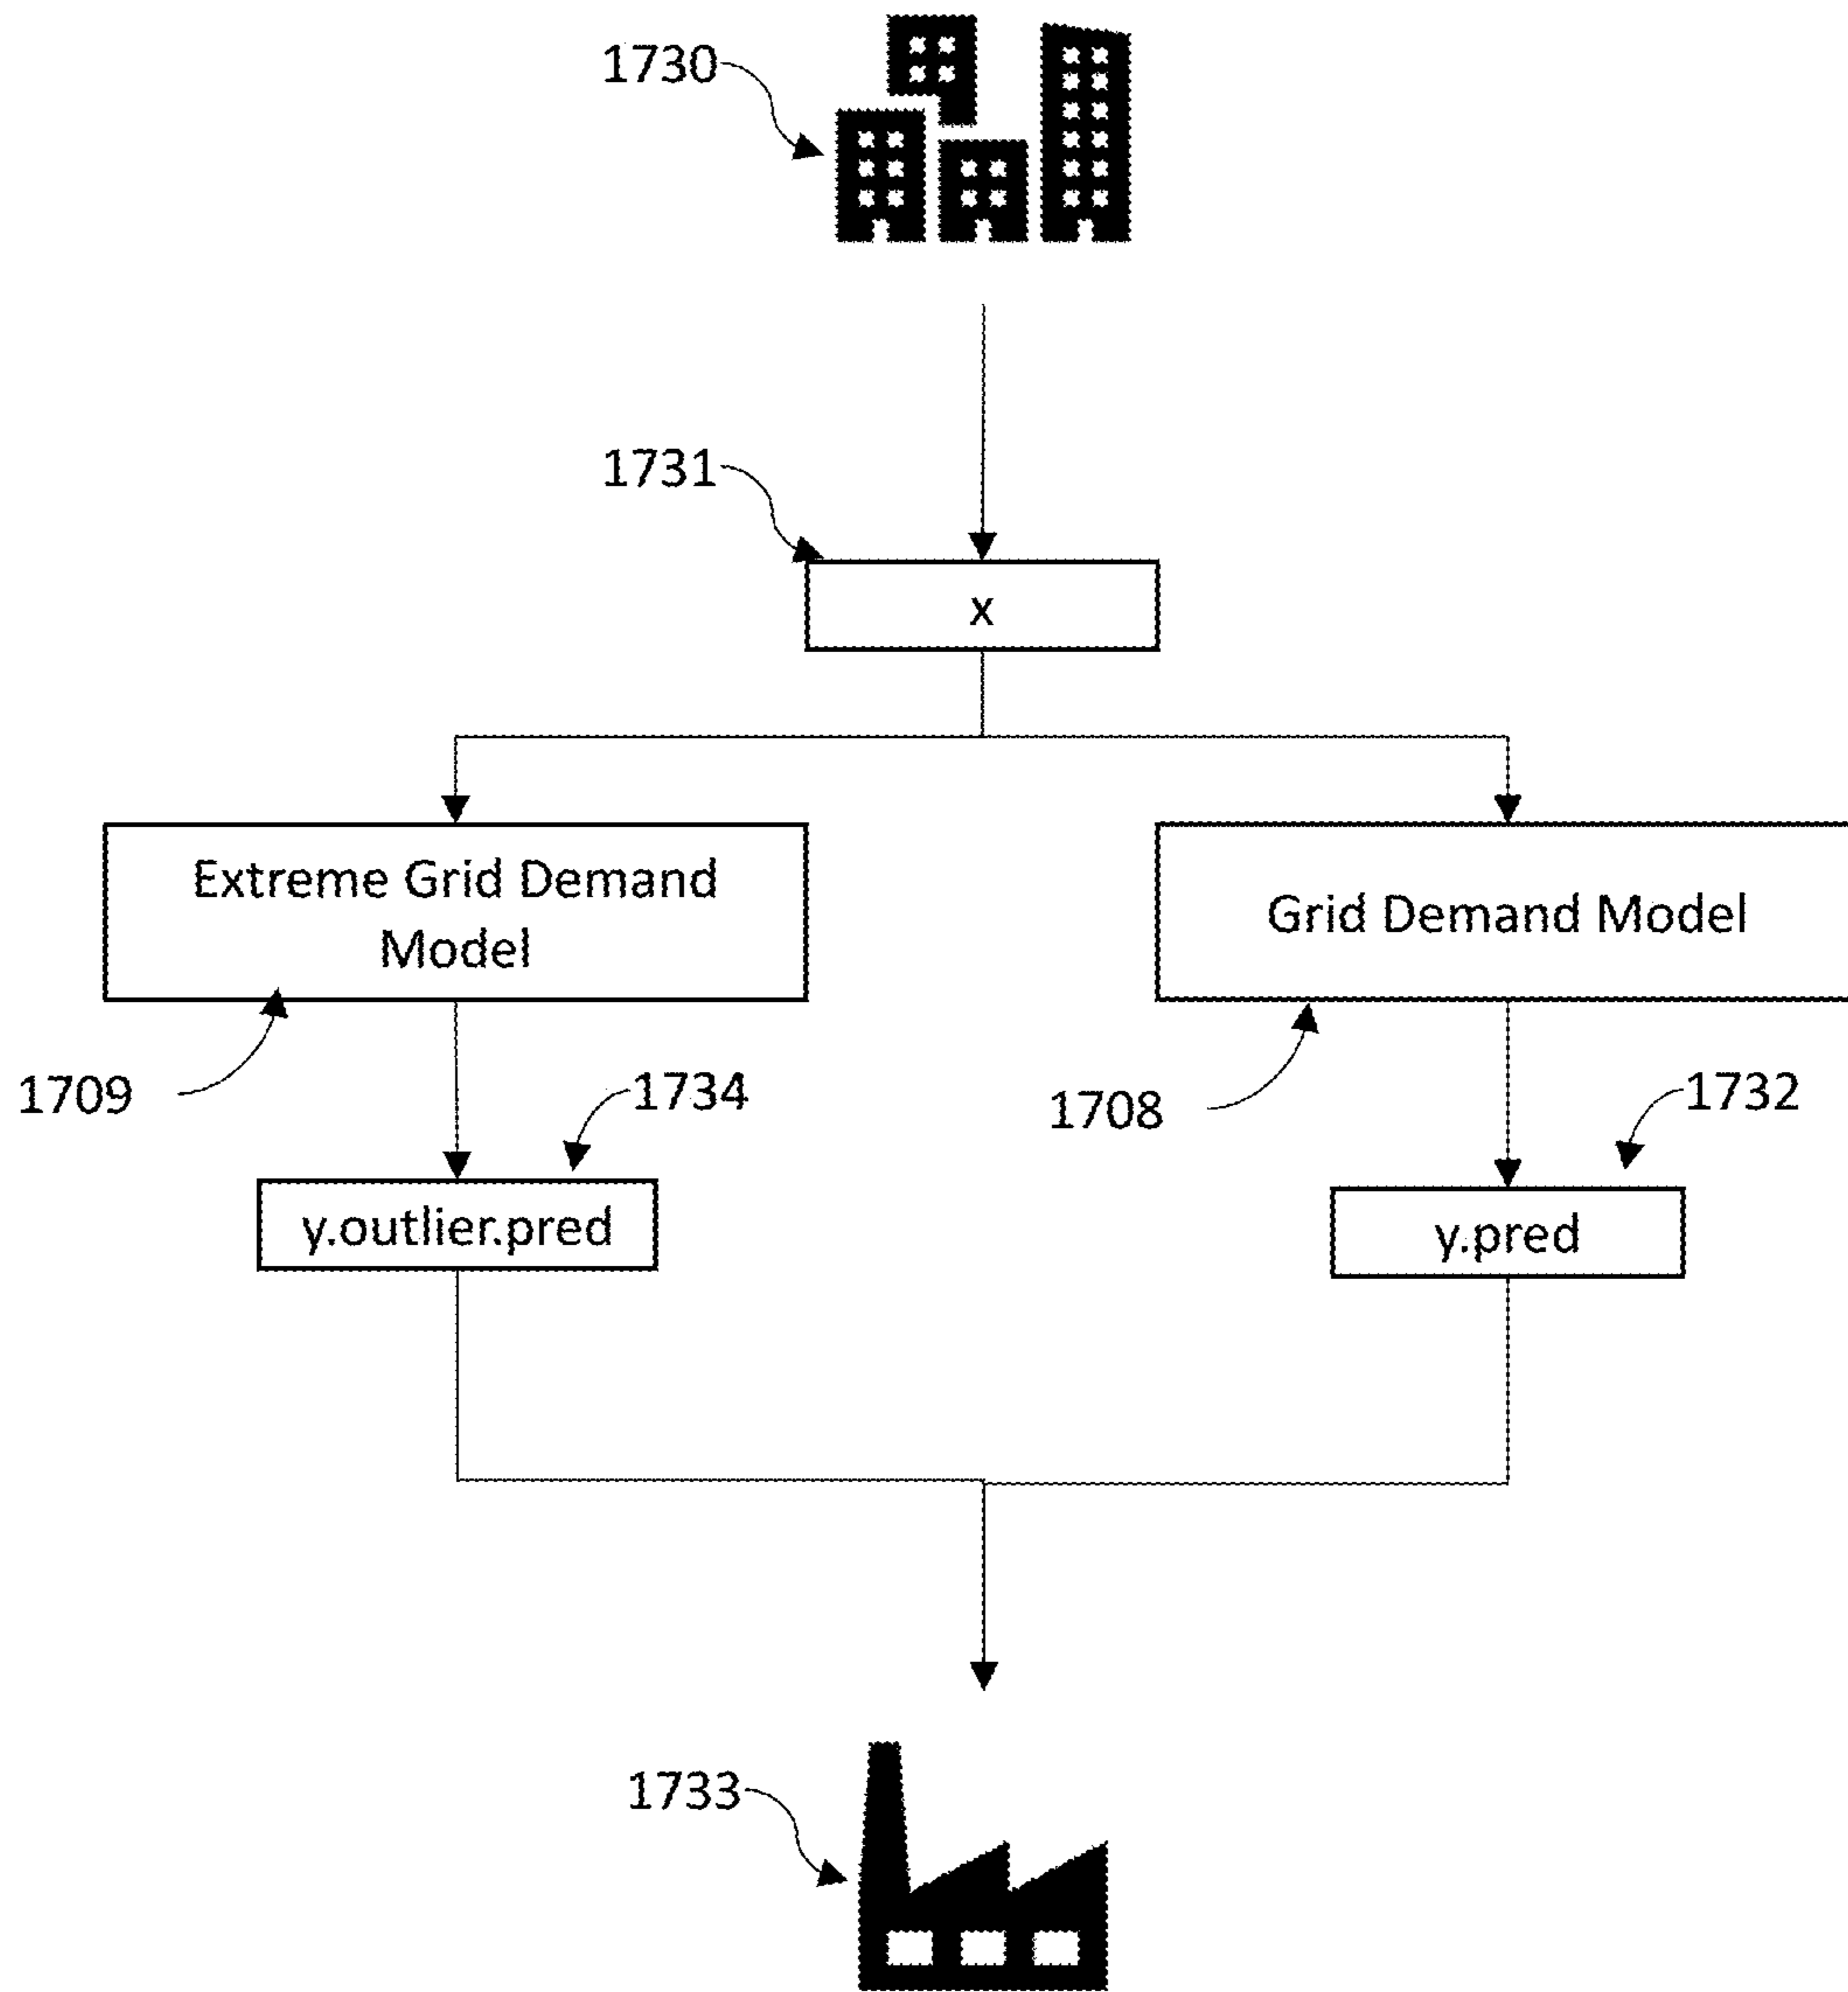 1730
1731
x
Extreme Grid Demand
Model
Grid Demand Model
1709
1734
1708
1732
y.outlier.pred
y.pred
1733